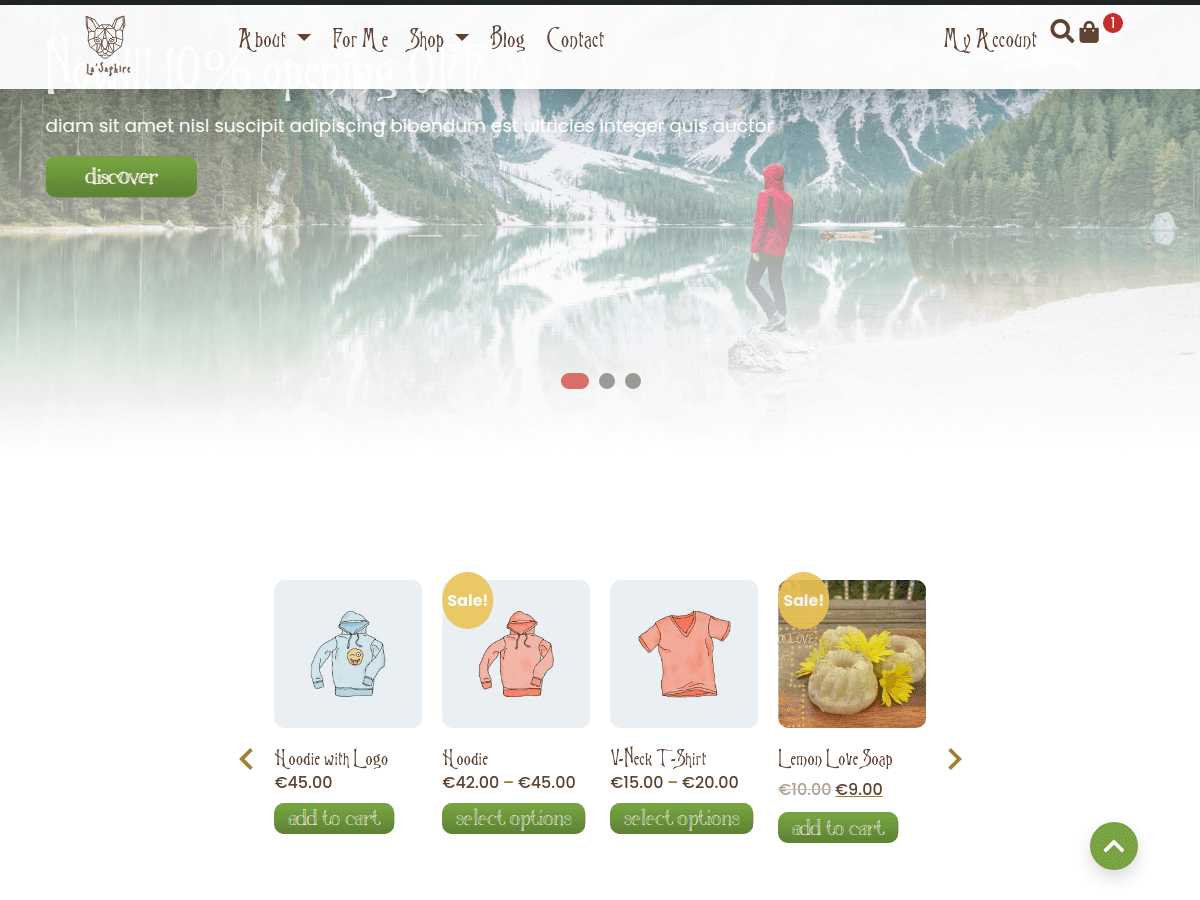 La'Saphire
About
For Me
Shop
Blog
Contact
My Account
1
10% opening OFF
diam sit amet nisl suscipit adipiscing bibendum est ultricies integer quis auctor
discover
Sale!
Sale!
Hoodie with Logo
Hoodie
V-Neck T-Shirt
Lemon Love Soap
€45.00
€42.00 – €45.00
€15.00 – €20.00
€10.00 €9.00
add to cart
select options
select options
add to cart